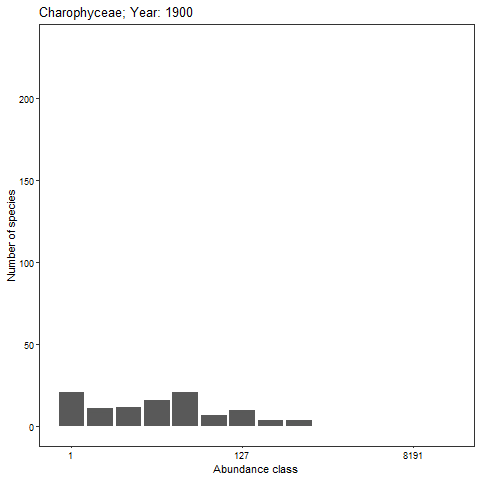 Charophyceae; Year: 1900
200
150
100
50
0
Number of species
1
127
8191
Abundance class